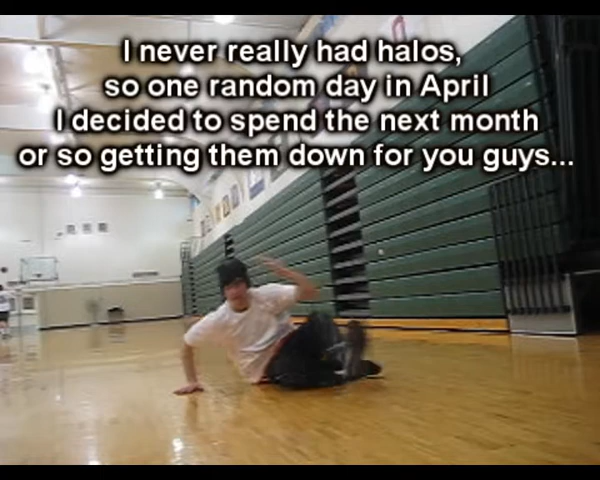 I never really had halos,
so one random day in April
I decided to spend the next month
or so getting them down for you guys...